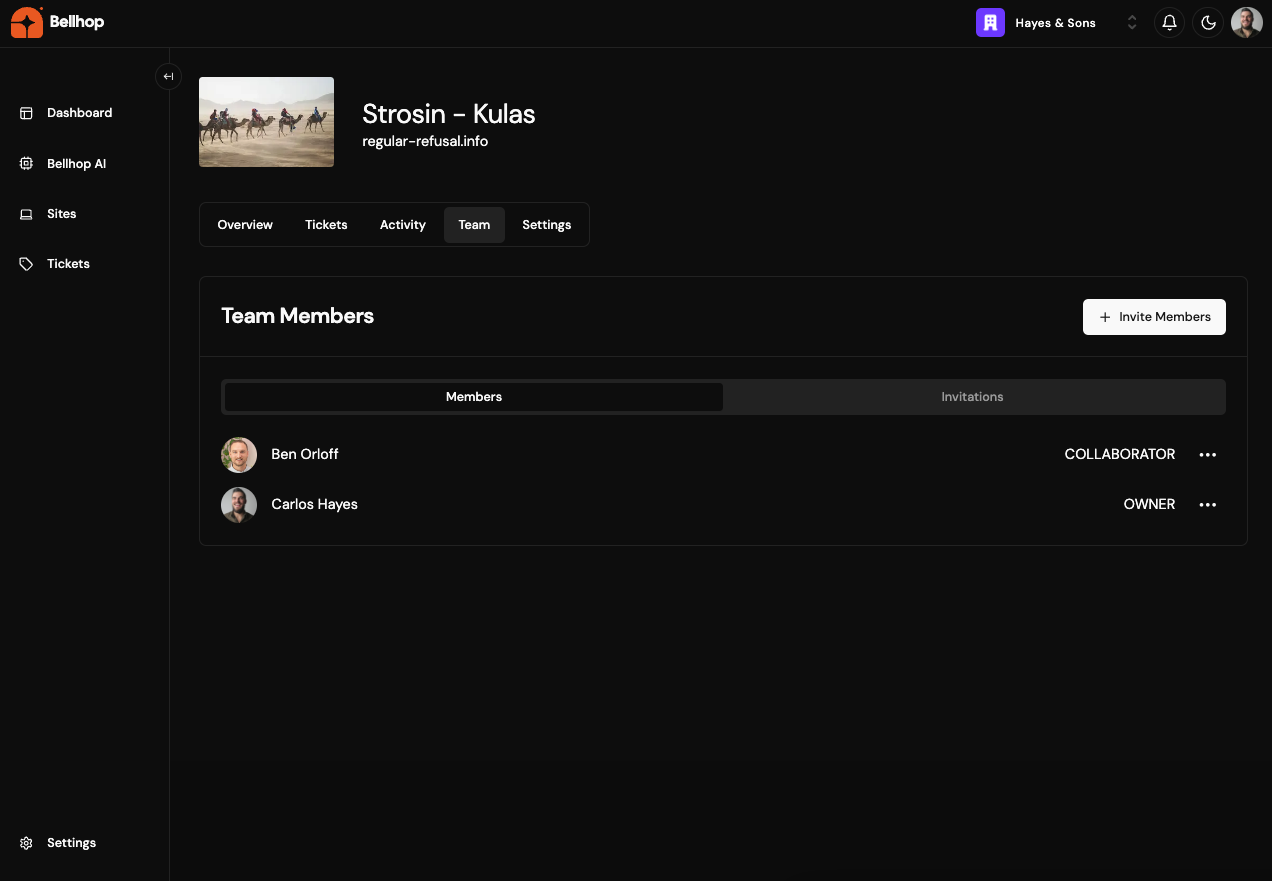 Bellhop
Hayes & Sons
Dashboard
Bellhop AI
Sites
Tickets
Settings
Strosin - Kulas
regular-refusal.info
Overview Tickets Activity Team Settings
Team Members
Invite Members
Members Invitations
Ben Orloff COLLABORATOR
Carlos Hayes OWNER